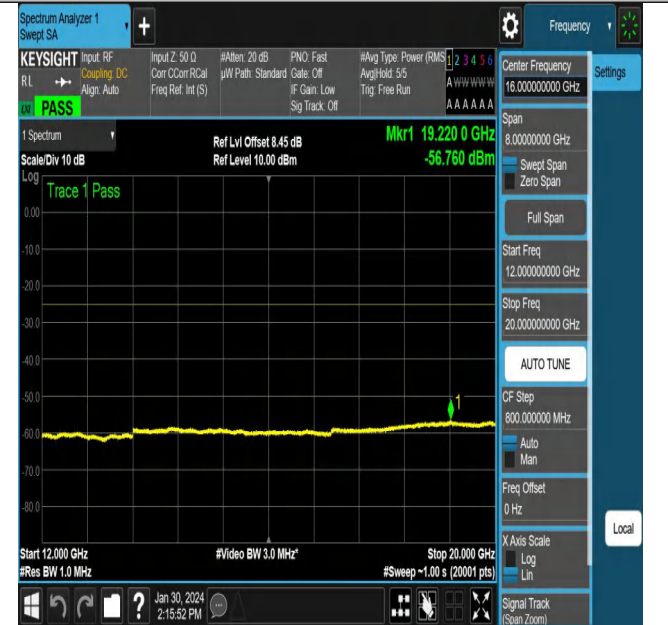 Spectrum Analyzer 1
Swept SA
+
Frequency
KEYSIGHT
RL
LXI
PASS
Input: RF
Coupling: DC
Align: Auto
Input Z: 50 Ω
Corr CCorr RCal
Freq Ref: Int (S)
#Atten: 20 dB
µW Path: Standard
PNO: Fast
Gate: Off
IF Gain: Low
Sig Track: Off
#Avg Type: Power (RMS
Avg|Hold: 5/5
Trig: Free Run
1 2 3 4 5 6
A W W W W W
A A A A A A
Center Frequency
16.000000000 GHz
Settings
1 Spectrum
Scale/Div 10 dB
Ref Lvl Offset 8.45 dB
Ref Level 10.00 dBm
Mkr1 19.220 0 GHz
-56.760 dBm
Span
8.00000000 GHz
Swept Span
Zero Span
Full Span
Start Freq
12.000000000 GHz
Stop Freq
20.000000000 GHz
AUTO TUNE
CF Step
800.000000 MHz
Auto
Man
Freq Offset
0 Hz
X Axis Scale
Log
Lin
Local
Signal Track
(Span Zoom)
Log
Trace 1 Pass
0.00
-10.0
-20.0
-30.0
-40.0
-50.0
-60.0
-70.0
-80.0
1
Start 12.000 GHz
#Res BW 1.0 MHz
#Video BW 3.0 MHz*
Stop 20.000 GHz
#Sweep ~1.00 s (20001 pts)
?
Jan 30, 2024
2:15:52 PM